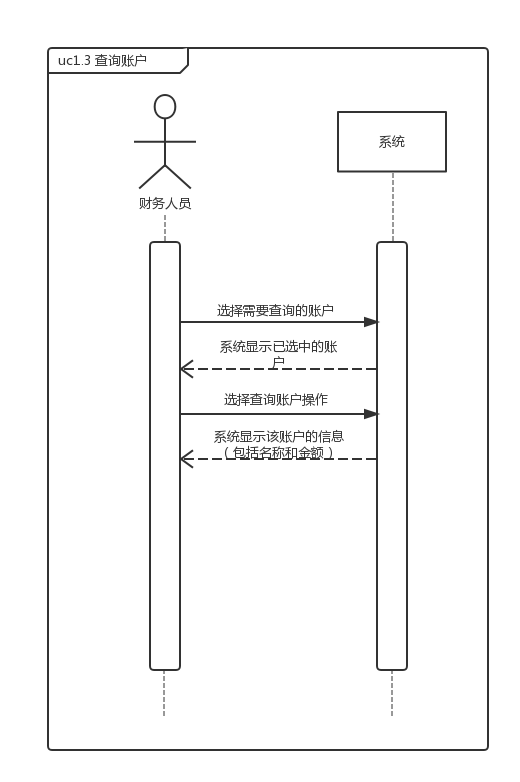 uc1.3 查询账户
系统
财务人员
选择需要查询的账户
系统显示已选中的账
户
选择查询账户操作
系统显示该账户的信息
（包括名称和金额）